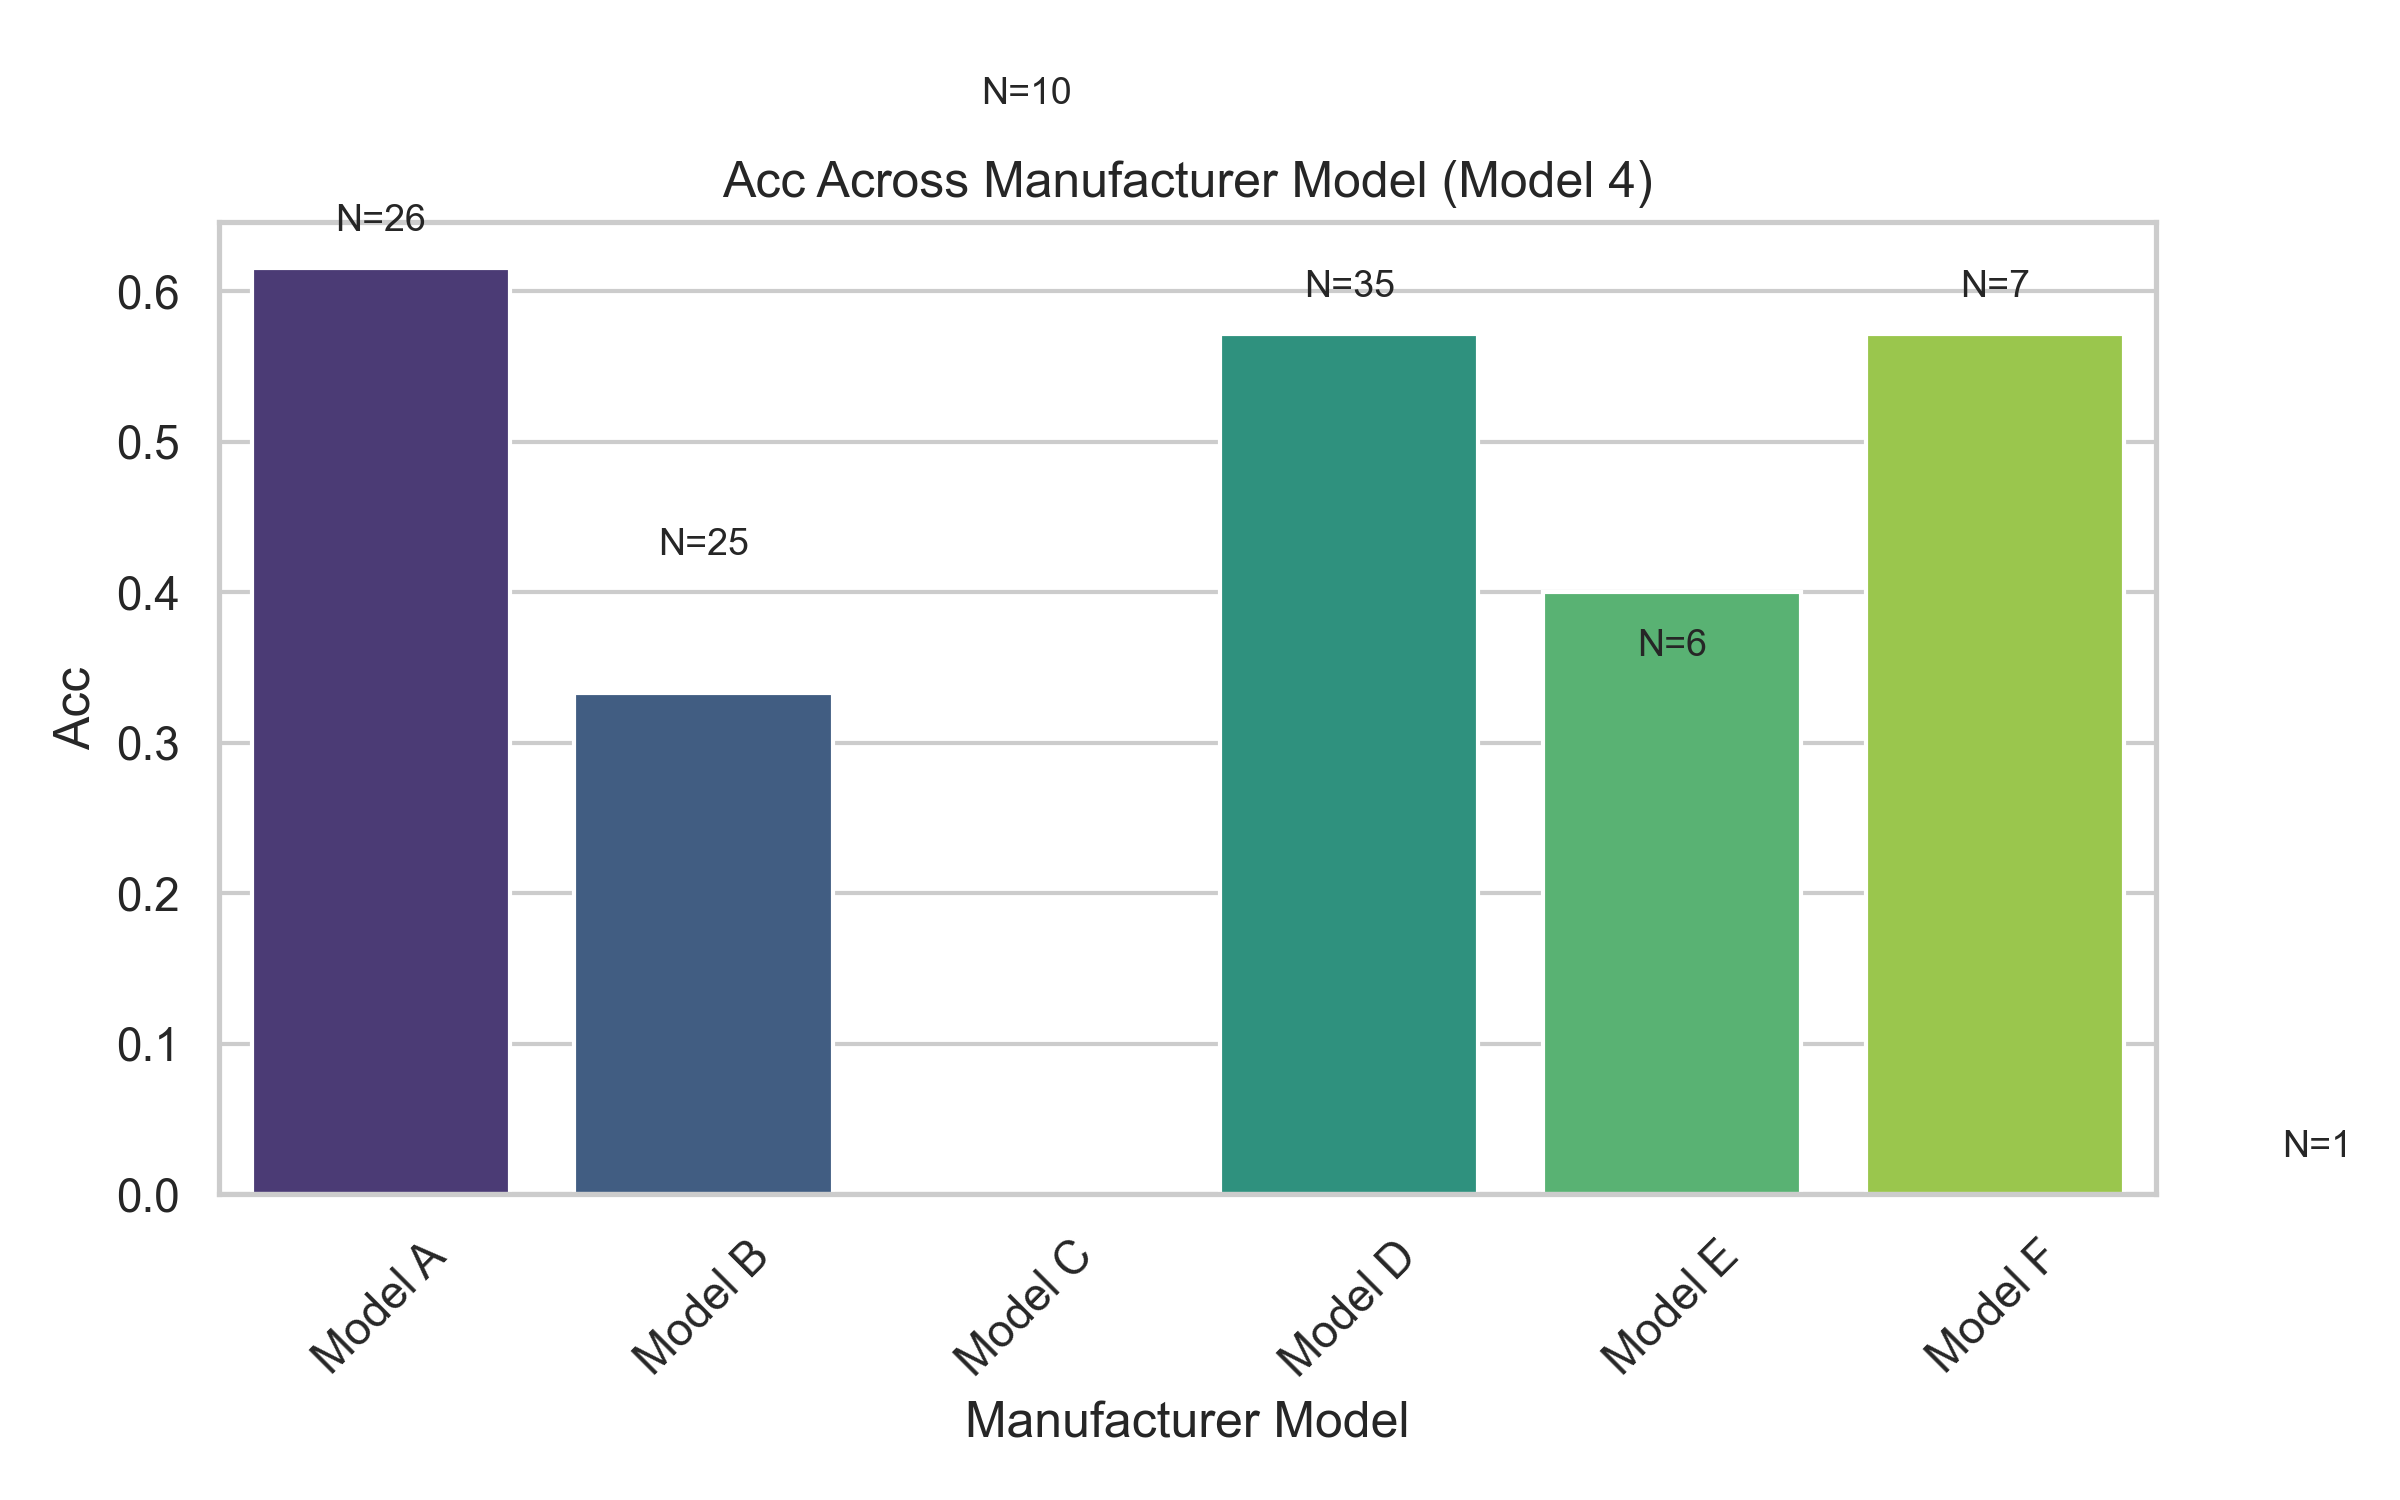 N=10
Acc Across Manufacturer Model (Model 4)
N=26
N=35
N=7
N=25
N=6
N=1
0.6
0.5
0.4
0.3
0.2
0.1
0.0
Acc
Model A
Model B
Model C
Model D
Model E
Model F
Manufacturer Model